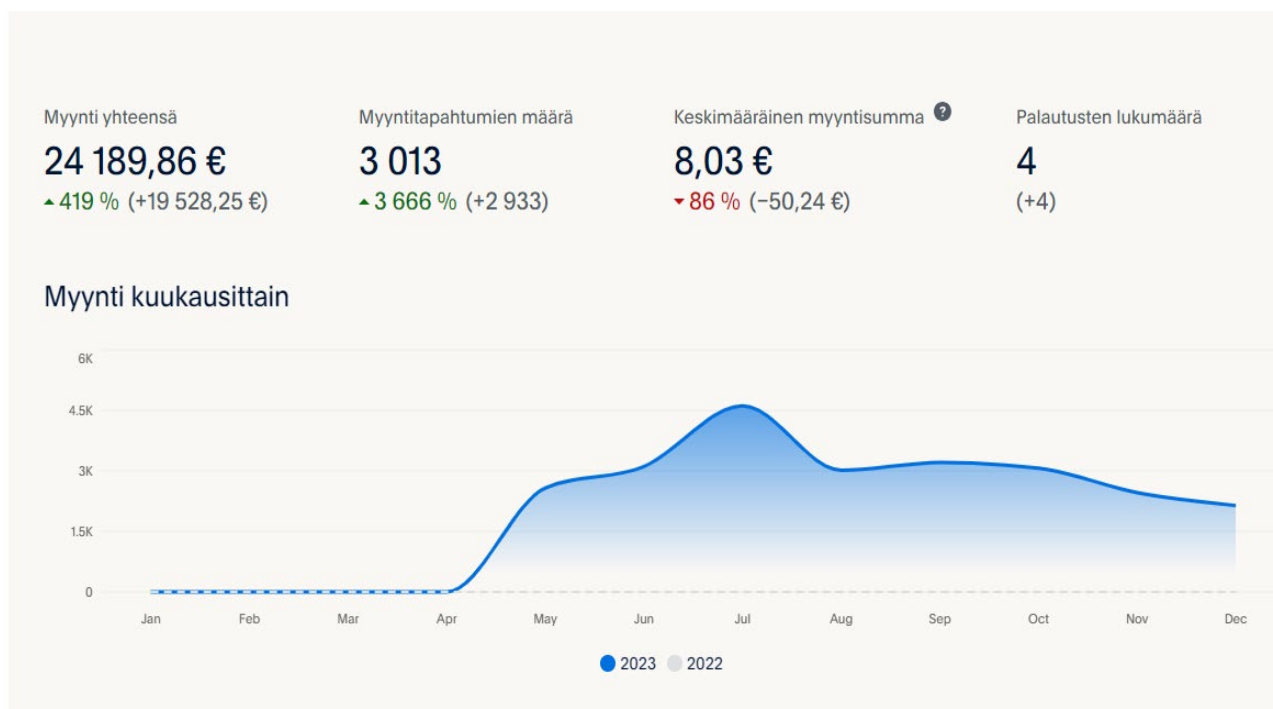 Myynti yhteensä
Myyntitapahtumien määrä
Keskimääräinen myyntisumma ?
Palautusten lukumäärä
24 189,86 €
3 013
8,03 €
4
419 % (+19 528,25 €)
3 666 % (+2 933)
86 % (−50,24 €)
(+4)
Myynti kuukausittain
6K
4.5K
3K
1.5K
0
Jan Feb Mar Apr May Jun Jul Aug Sep Oct Nov Dec
2023 2022